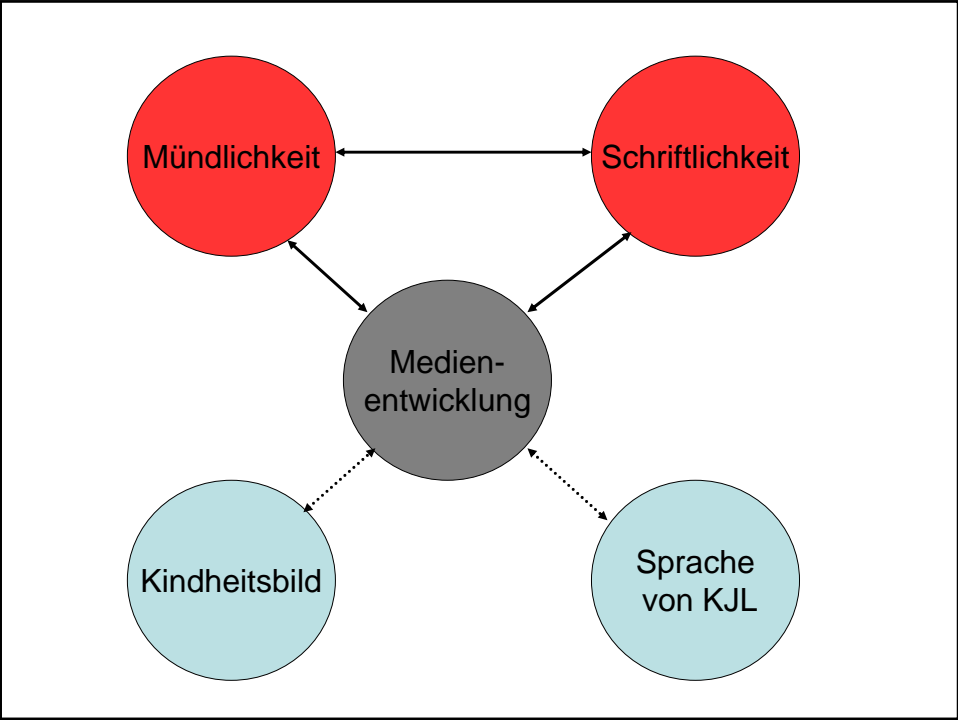 Mündlichkeit
Schriftlichkeit
Medien-
entwicklung
Kindheitsbild
Sprache
von KJL